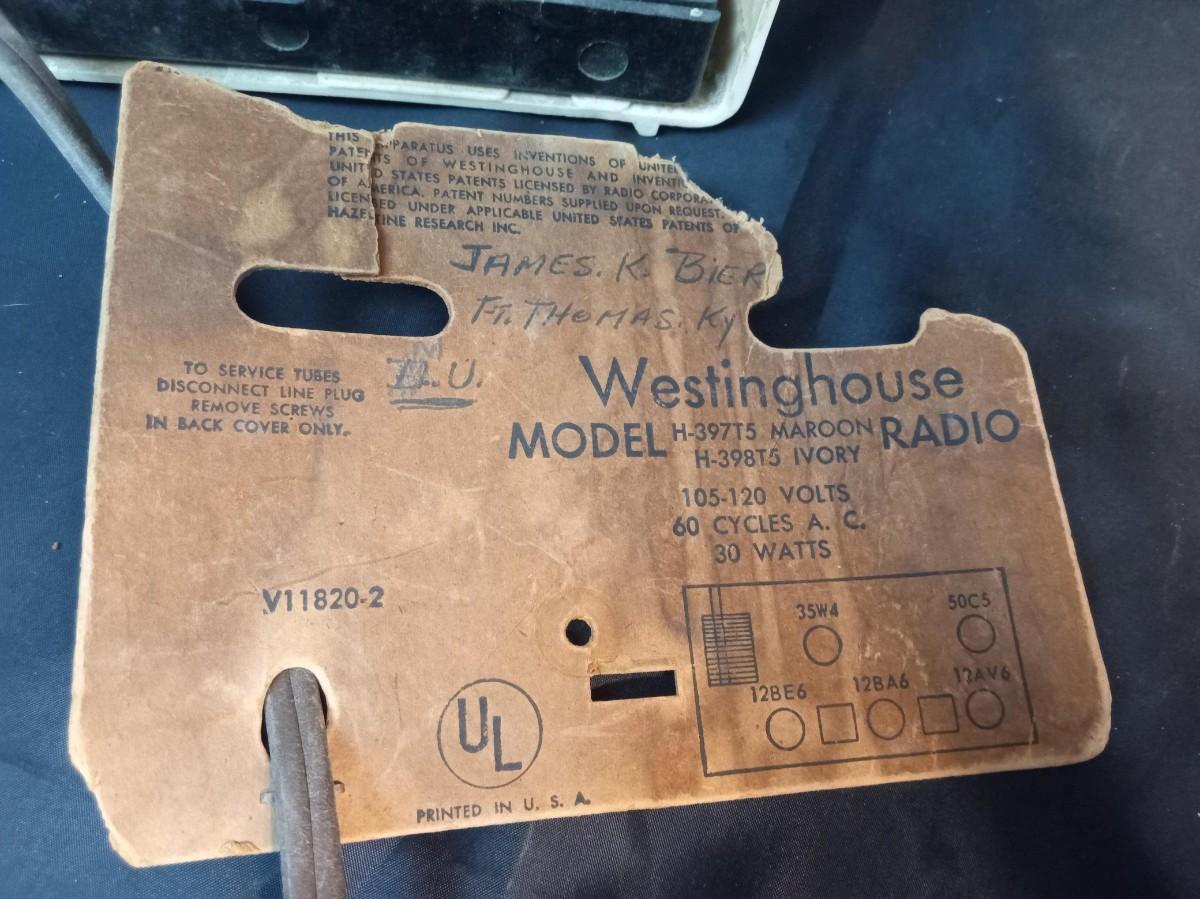 THIS APPARATUS USES INVENTIONS OF UNITED
PATENTS OF WESTINGHOUSE AND INVENTI
UNITED STATES PATENTS LICENSED BY RADIO CORPORA
OF AMERICA. PATENT NUMBERS SUPPLIED UPON REQUEST.
LICENSED UNDER APPLICABLE UNITED STATES PATENTS OF
HAZELTINE RESEARCH INC.
JAMES. K. BIER
FT. THOMAS. KY
TO SERVICE TUBES
DISCONNECT LINE PLUG
REMOVE SCREWS
IN BACK COVER ONLY.
U.
Westinghouse
MODEL H-397T5 MAROON RADIO
H-398T5 IVORY
105-120 VOLTS
60 CYCLES A. C.
30 WATTS
V11820-2
35W4 50C5
12BE6 12BA6 12AV6
UL
PRINTED IN U. S. A.